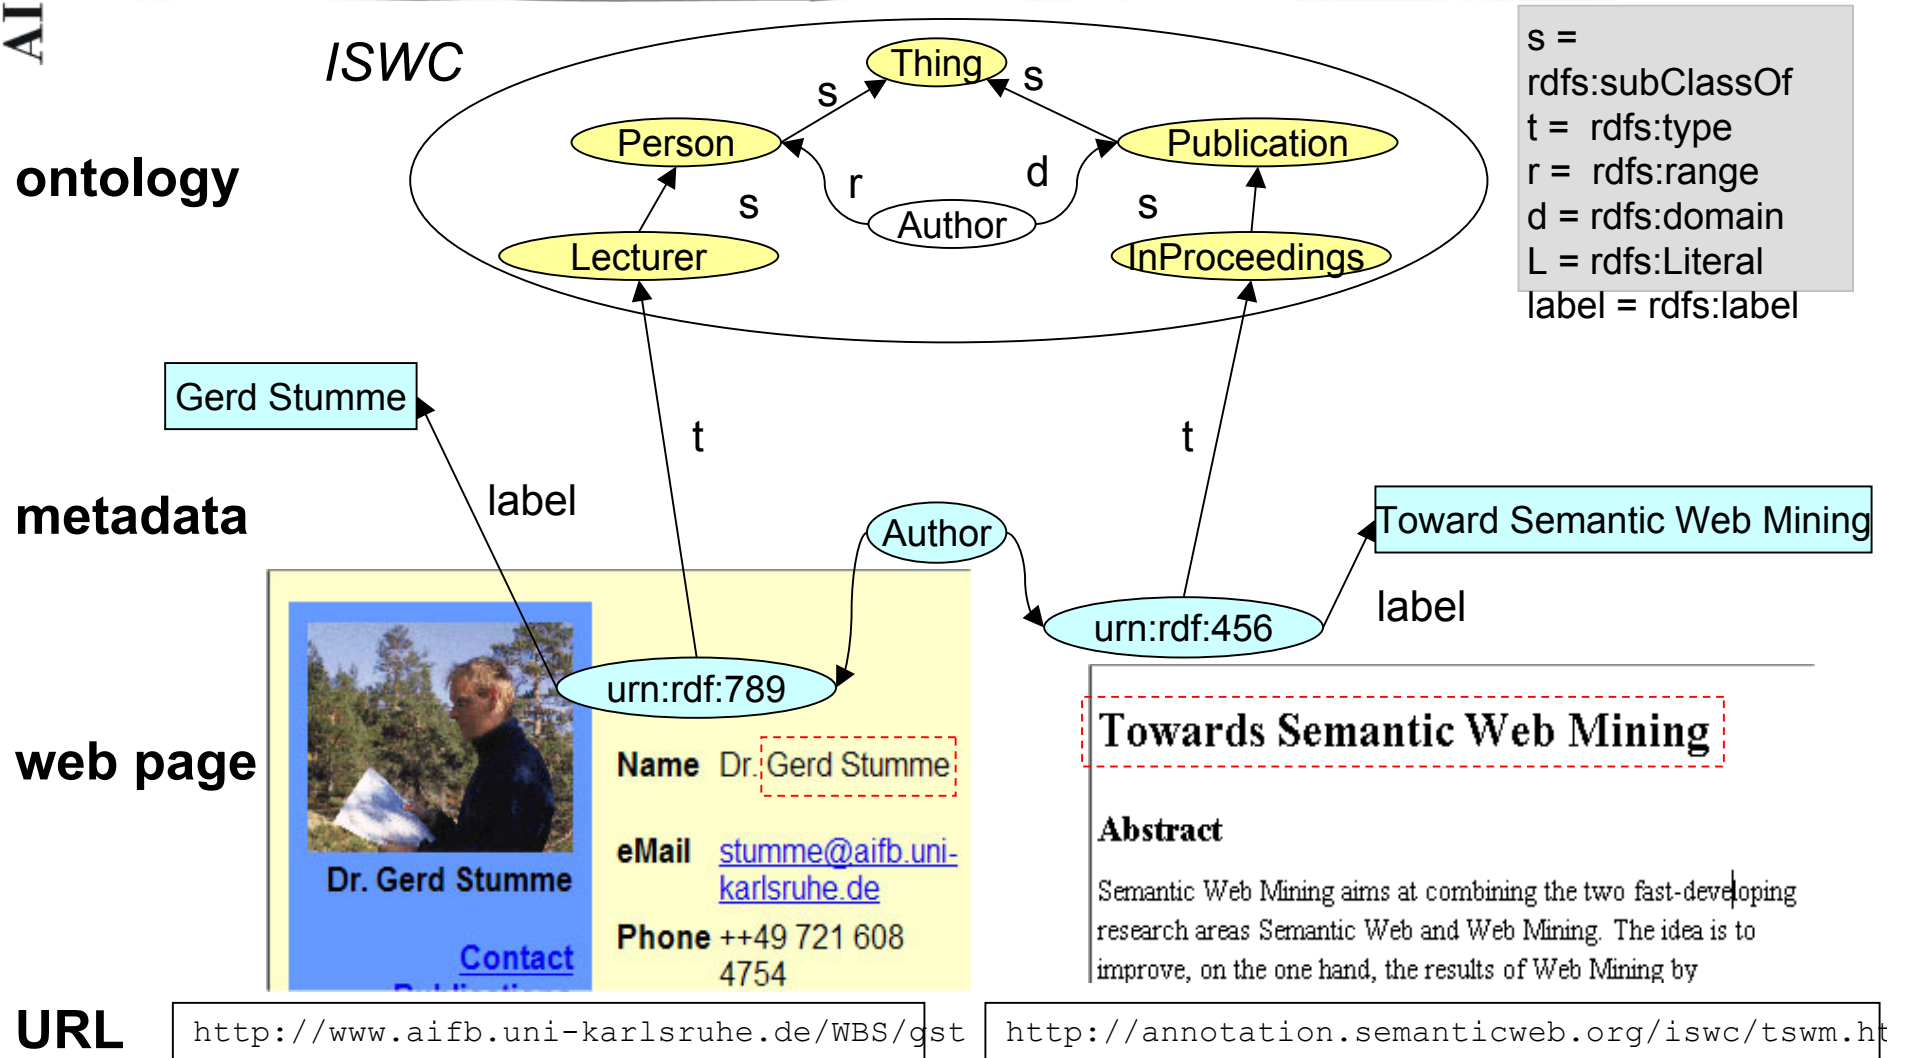 AI
ISWC
Thing
s
s
Person
Publication
r
d
s
s
Author
Lecturer
InProceedings
s =
rdfs:subClassOf
t = rdfs:type
r = rdfs:range
d = rdfs:domain
L = rdfs:Literal
label = rdfs:label
ontology
Gerd Stumme
t
t
label
metadata
Author
Toward Semantic Web Mining
label
urn:rdf:456
urn:rdf:789
web page
Dr. Gerd Stumme
Contact
Publications
Name Dr. Gerd Stumme
eMail stumme@aifb.uni-
karlsruhe.de
Phone ++49 721 608
4754
Towards Semantic Web Mining
Abstract
Semantic Web Mining aims at combining the two fast-developing
research areas Semantic Web and Web Mining. The idea is to
improve, on the one hand, the results of Web Mining by
URL
http://www.aifb.uni-karlsruhe.de/WBS/gst
http://annotation.semanticweb.org/iswc/tswm.ht